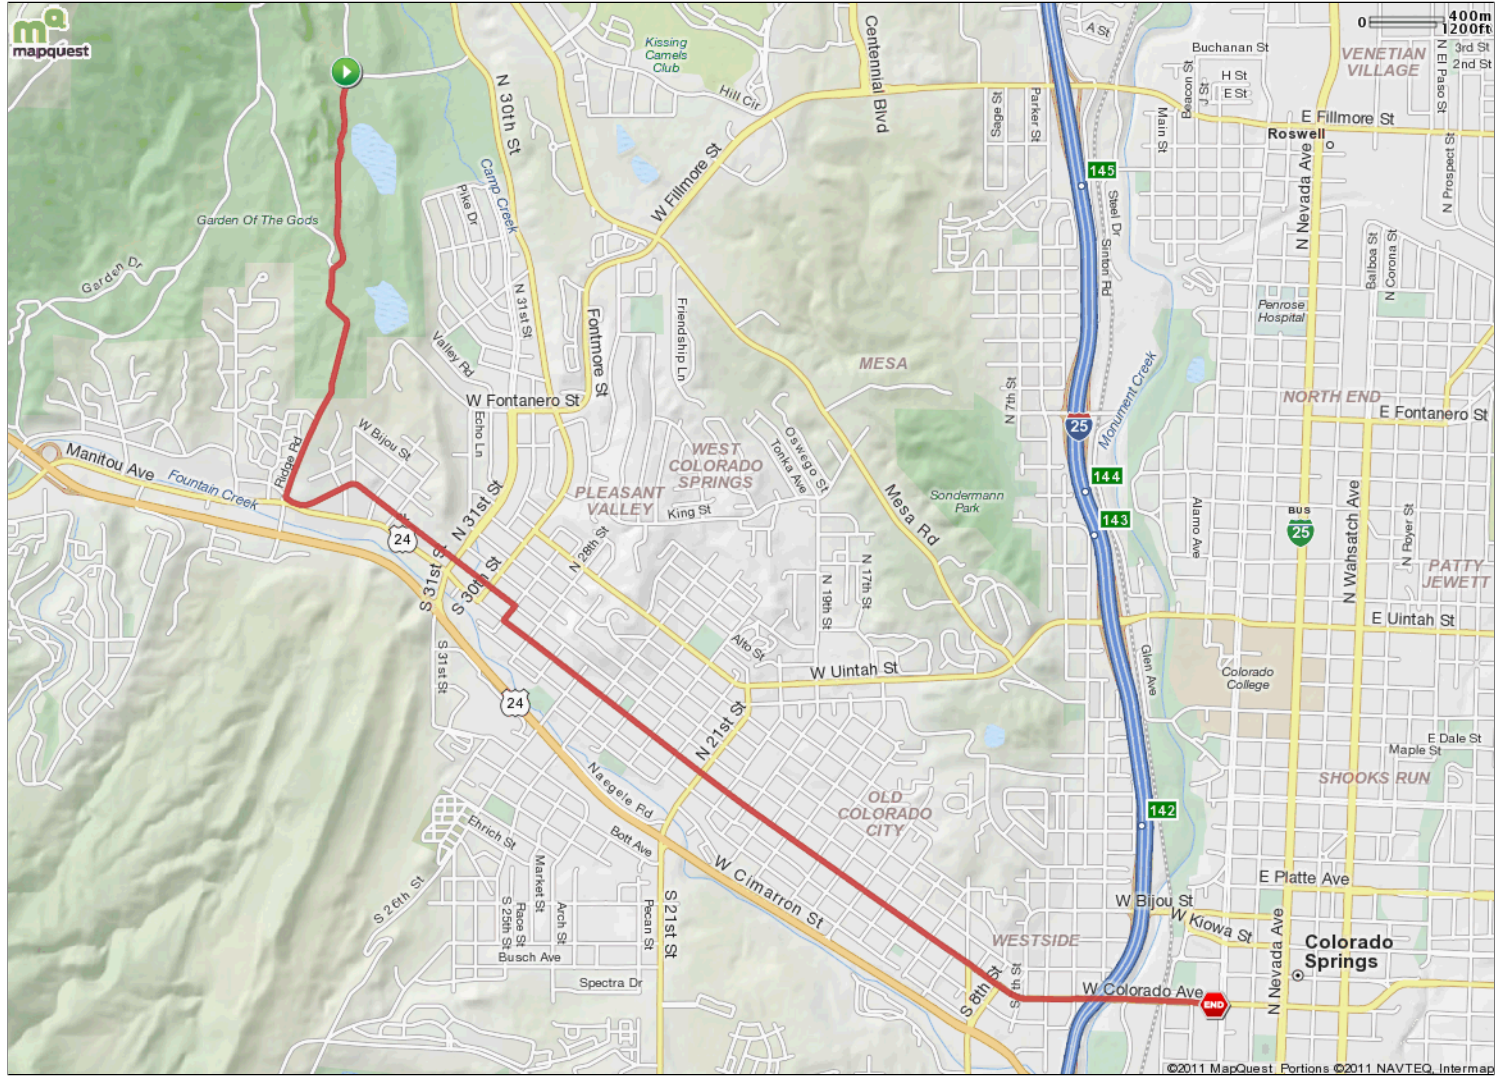 mapquest
0 400m
1200ft
Kissing
Camels
Club
Hill Cir
Centennial Blvd
A St
Buchanan St
H St
E St
Beacon St
J St
Main St
VENETIAN
VILLAGE
N El Paso St
3rd St
2nd St
E Fillmore St
Roswell
N Nevada Ave
N Prospect St
N 30th St
Camp Creek
Pike Dr
W Fillmore St
Sage St
Parker St
145
Steel Dr
Sinton Rd
Garden Of The Gods
Garden Dr
Balboa St
N Corona St
Penrose
Hospital
N 31st St
Valley Rd
Fontmore St
Friendship Ln
MESA
Monument Creek
N 7th St
NORTH END
E Fontanero St
W Fontanero St
Echo Ln
W Bijou St
Ridge Rd
Manitou Ave
Fountain Creek
25
WEST
COLORADO
SPRINGS
Oswego St
Tonka Ave
PLEASANT
VALLEY
King St
N 31st St
N 28th St
Mesa Rd
Sondermann
Park
144
143
Alamo Ave
BUS
25
N Wahsatch Ave
N Royer St
PATTY
JEWETT
24
S 31st St
S 30th St
N 19th St
N 17th St
E Uintah St
Alto St
W Uintah St
Glen Ave
Colorado
College
S 31st St
24
N 21st St
E Dale St
Maple St
SHOOKS RUN
Naegele Rd
OLD
COLORADO
CITY
142
Ehrich St
Bott Ave
W Cimarron St
Market St
S 26th St
S 25th St
Race St
Arch St
Pecan St
S 21st St
Busch Ave
Spectra Dr
E Platte Ave
W Bijou St
W Kiowa St
WESTSIDE
N Nevada Ave
Colorado
Springs
S 8th St
W Colorado Ave
END
©2011 MapQuest Portions ©2011 NAVTEQ, Intermap